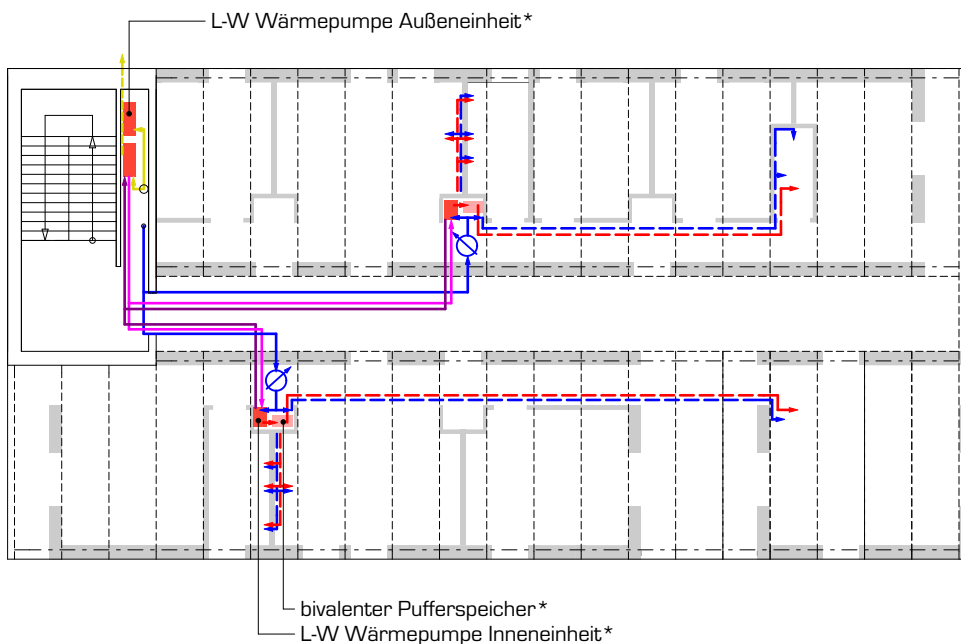 L-W Wärmepumpe Außeneinheit*
bivalenter Pufferspeicher*
L-W Wärmepumpe Inneneinheit*